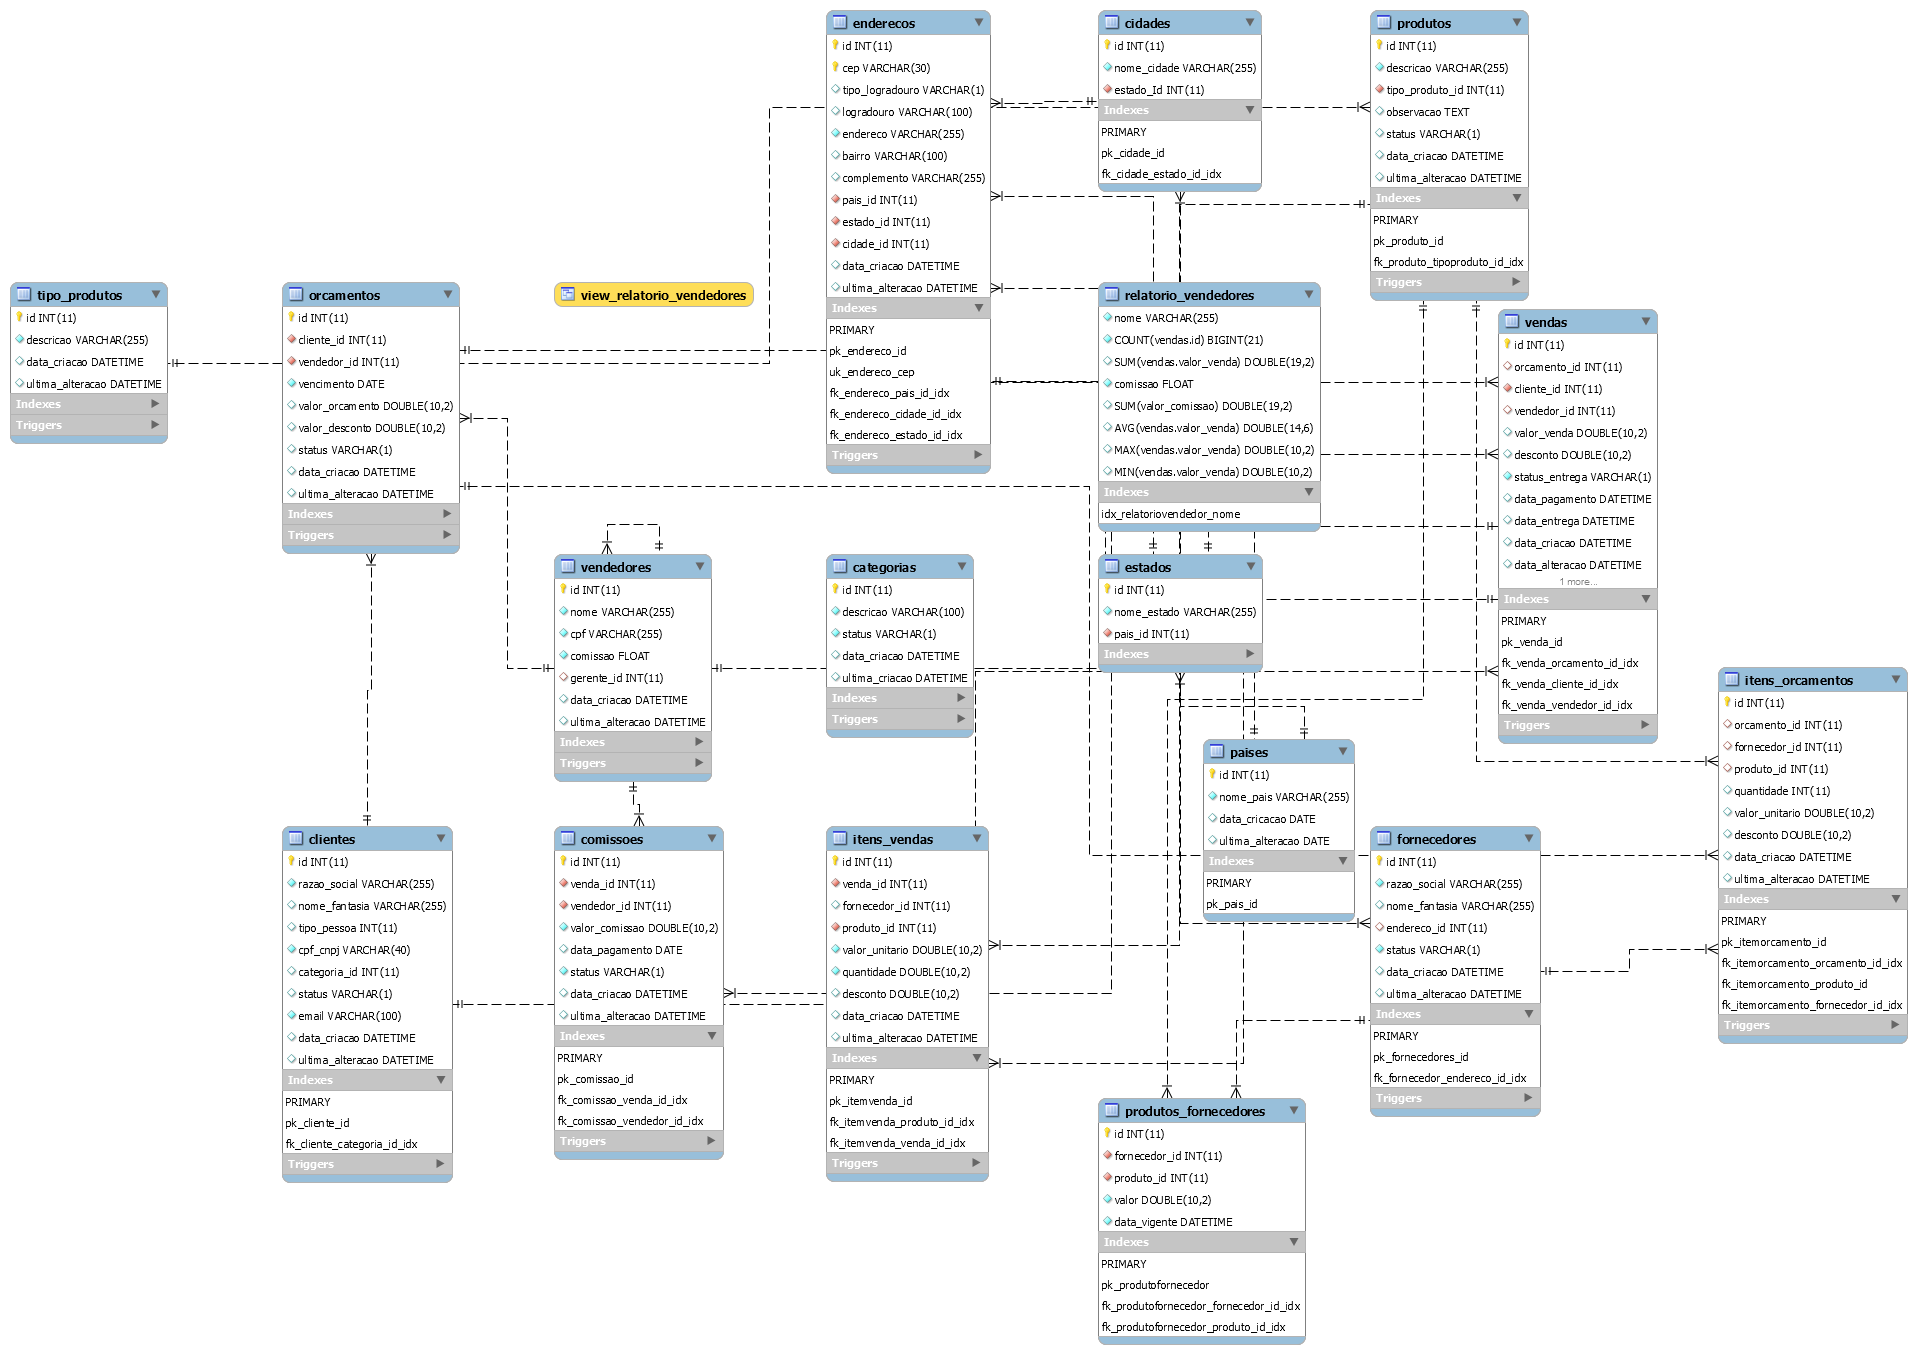 enderecos
id INT(11)
cep VARCHAR(30)
tipo_logradouro VARCHAR(1)
logradouro VARCHAR(100)
endereco VARCHAR(255)
bairro VARCHAR(100)
complemento VARCHAR(255)
pais_id INT(11)
estado_id INT(11)
cidade_id INT(11)
data_criacao DATETIME
ultima_alteracao DATETIME
Indexes
PRIMARY
pk_endereco_id
uk_endereco_cep
fk_endereco_pais_id_idx
fk_endereco_cidade_id_idx
fk_endereco_estado_id_idx
Triggers
cidades
id INT(11)
nome_cidade VARCHAR(255)
estado_Id INT(11)
Indexes
PRIMARY
pk_cidade_id
fk_cidade_estado_id_idx
produtos
id INT(11)
descricao VARCHAR(255)
tipo_produto_id INT(11)
observacao TEXT
status VARCHAR(1)
data_criacao DATETIME
ultima_alteracao DATETIME
Indexes
PRIMARY
pk_produto_id
fk_produto_tipoproduto_id_idx
Triggers
tipo_produtos
id INT(11)
descricao VARCHAR(255)
data_criacao DATETIME
ultima_alteracao DATETIME
Indexes
Triggers
orcamentos
id INT(11)
cliente_id INT(11)
vendedor_id INT(11)
vencimento DATE
valor_orcamento DOUBLE(10,2)
valor_desconto DOUBLE(10,2)
status VARCHAR(1)
data_criacao DATETIME
ultima_alteracao DATETIME
Indexes
Triggers
view_relatorio_vendedores
relatorio_vendedores
nome VARCHAR(255)
COUNT(vendas.id) BIGINT(21)
SUM(vendas.valor_venda) DOUBLE(19,2)
comissao FLOAT
SUM(valor_comissao) DOUBLE(19,2)
AVG(vendas.valor_venda) DOUBLE(14,6)
MAX(vendas.valor_venda) DOUBLE(10,2)
MIN(vendas.valor_venda) DOUBLE(10,2)
Indexes
idx_relatoriovendedor_nome
vendas
id INT(11)
orcamento_id INT(11)
cliente_id INT(11)
vendedor_id INT(11)
valor_venda DOUBLE(10,2)
desconto DOUBLE(10,2)
status_entrega VARCHAR(1)
data_pagamento DATETIME
data_entrega DATETIME
data_criacao DATETIME
data_alteracao DATETIME
1 more...
Indexes
PRIMARY
pk_venda_id
fk_venda_orcamento_id_idx
fk_venda_cliente_id_idx
fk_venda_vendedor_id_idx
Triggers
vendedores
id INT(11)
nome VARCHAR(255)
cpf VARCHAR(255)
comissao FLOAT
gerente_id INT(11)
data_criacao DATETIME
ultima_alteracao DATETIME
Indexes
Triggers
categorias
id INT(11)
descricao VARCHAR(100)
status VARCHAR(1)
data_criacao DATETIME
ultima_criacao DATETIME
Indexes
Triggers
estados
id INT(11)
nome_estado VARCHAR(255)
pais_id INT(11)
Indexes
itens_orcamentos
id INT(11)
orcamento_id INT(11)
fornecedor_id INT(11)
produto_id INT(11)
quantidade INT(11)
valor_unitario DOUBLE(10,2)
desconto DOUBLE(10,2)
data_criacao DATETIME
ultima_alteracao DATETIME
Indexes
PRIMARY
pk_itemorcamento_id
fk_itemorcamento_orcamento_id_idx
fk_itemorcamento_produto_id
fk_itemorcamento_fornecedor_id_idx
Triggers
paises
id INT(11)
nome_pais VARCHAR(255)
data_cricacao DATE
ultima_alteracao DATE
Indexes
PRIMARY
pk_pais_id
clientes
id INT(11)
razao_social VARCHAR(255)
nome_fantasia VARCHAR(255)
tipo_pessoa INT(11)
cpf_cnpj VARCHAR(40)
categoria_id INT(11)
status VARCHAR(1)
email VARCHAR(100)
data_criacao DATETIME
ultima_alteracao DATETIME
Indexes
PRIMARY
pk_cliente_id
fk_cliente_categoria_id_idx
Triggers
comissoes
id INT(11)
venda_id INT(11)
vendedor_id INT(11)
valor_comissao DOUBLE(10,2)
data_pagamento DATE
status VARCHAR(1)
data_criacao DATETIME
ultima_alteracao DATETIME
Indexes
PRIMARY
pk_comissao_id
fk_comissao_venda_id_idx
fk_comissao_vendedor_id_idx
Triggers
itens_vendas
id INT(11)
venda_id INT(11)
fornecedor_id INT(11)
produto_id INT(11)
valor_unitario DOUBLE(10,2)
quantidade DOUBLE(10,2)
desconto DOUBLE(10,2)
data_criacao DATETIME
ultima_alteracao DATETIME
Indexes
PRIMARY
pk_itemvenda_id
fk_itemvenda_produto_id_idx
fk_itemvenda_venda_id_idx
Triggers
fornecedores
id INT(11)
razao_social VARCHAR(255)
nome_fantasia VARCHAR(255)
endereco_id INT(11)
status VARCHAR(1)
data_criacao DATETIME
ultima_alteracao DATETIME
Indexes
PRIMARY
pk_fornecedores_id
fk_fornecedor_endereco_id_idx
Triggers
produtos_fornecedores
id INT(11)
fornecedor_id INT(11)
produto_id INT(11)
valor DOUBLE(10,2)
data_vigente DATETIME
Indexes
PRIMARY
pk_produtofornecedor
fk_produtofornecedor_fornecedor_id_idx
fk_produtofornecedor_produto_id_idx